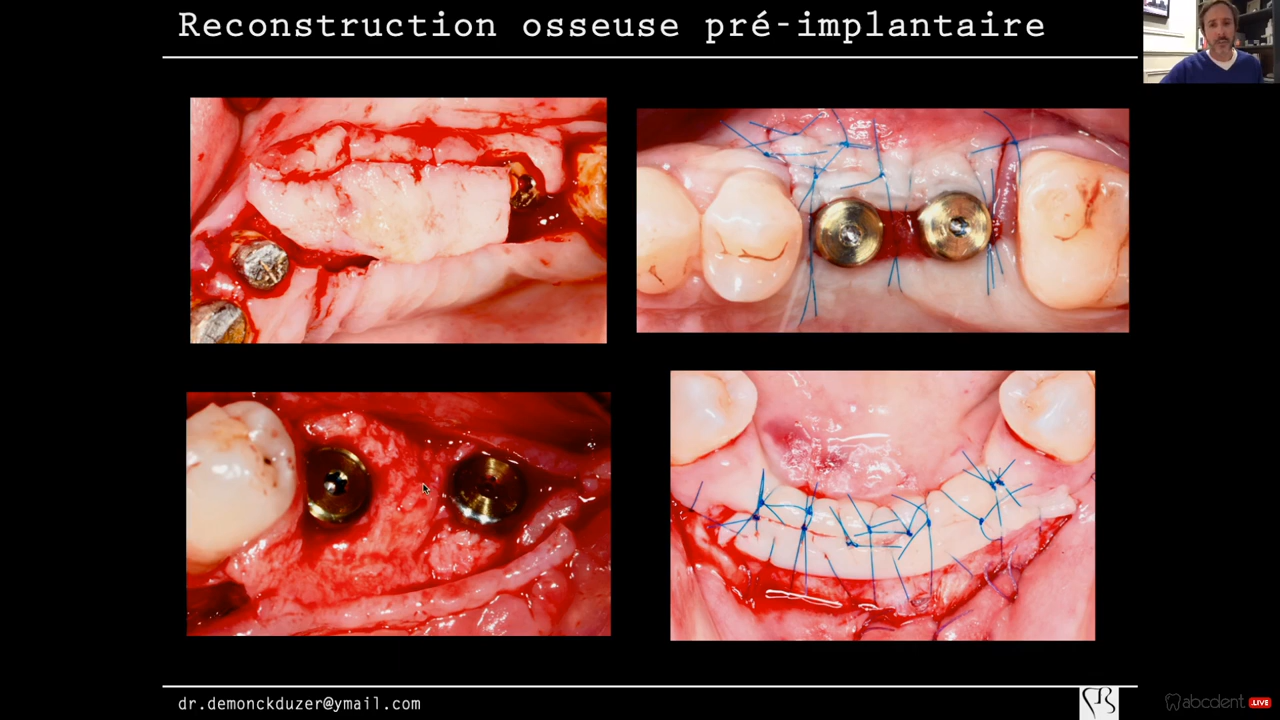 Reconstruction osseuse pré-implantaire
dr.demonckduzer@ymail.com
abcdent LIVE